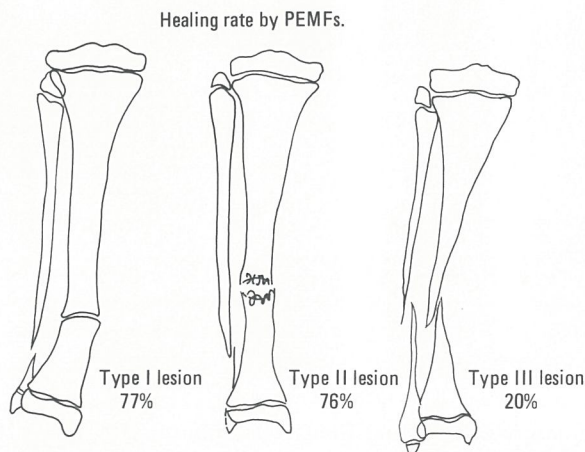 Healing rate by PEMFs.
Type I lesion
77%
Type II lesion
76%
Type III lesion
20%